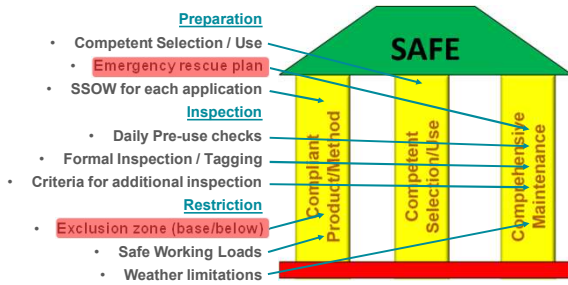 Preparation
• Competent Selection / Use
• Emergency rescue plan
• SSOW for each application
Inspection
• Daily Pre-use checks
• Formal Inspection / Tagging
• Criteria for additional inspection
Restriction
• Exclusion zone (base/below)
• Safe Working Loads
• Weather limitations
SAFE
Compliant
Product/Method
Competent
Selection/Use
Comprehensive
Maintenance